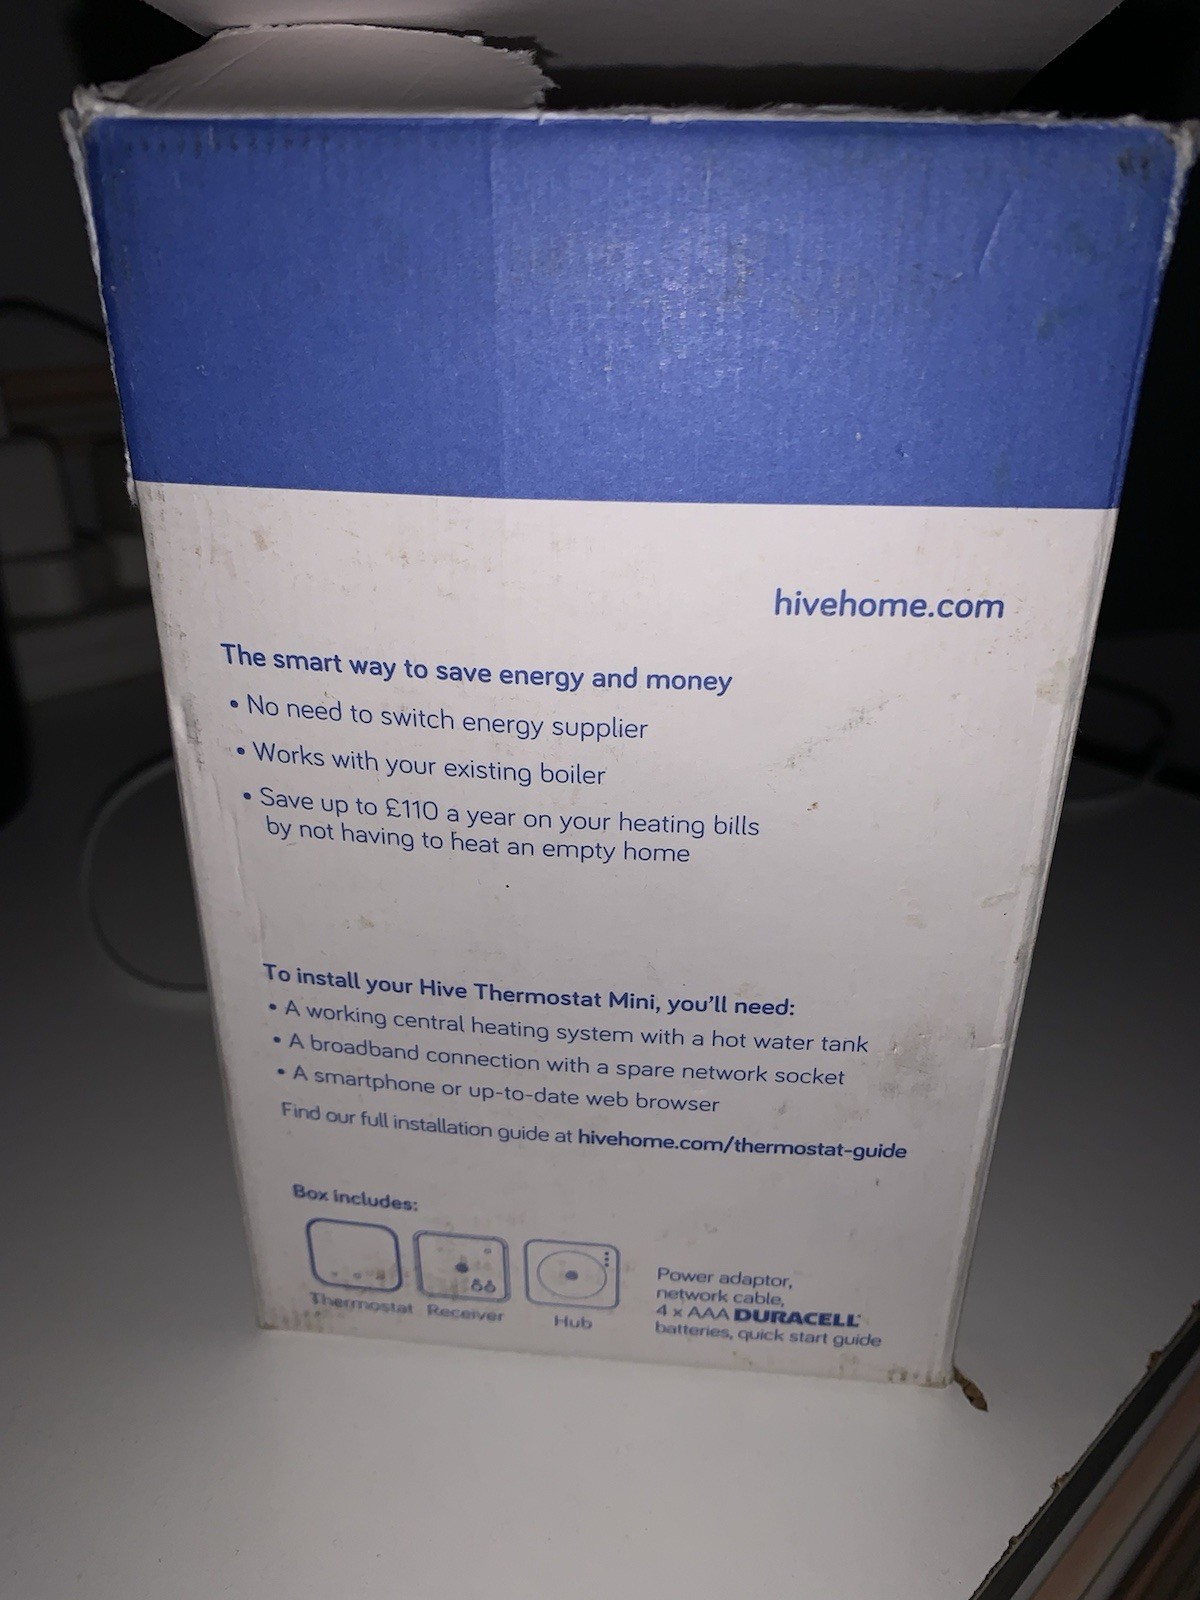 hivehome.com
The smart way to save energy and money
• No need to switch energy supplier
• Works with your existing boiler
• Save up to £110 a year on your heating bills
by not having to heat an empty home
To install your Hive Thermostat Mini, you'll need:
• A working central heating system with a hot water tank
• A broadband connection with a spare network socket
• A smartphone or up-to-date web browser
Find our full installation guide at hivehome.com/thermostat-guide
Box includes:
Thermostat Receiver Hub
Power adaptor,
network cable,
4 x AAA DURACELL
batteries, quick start guide